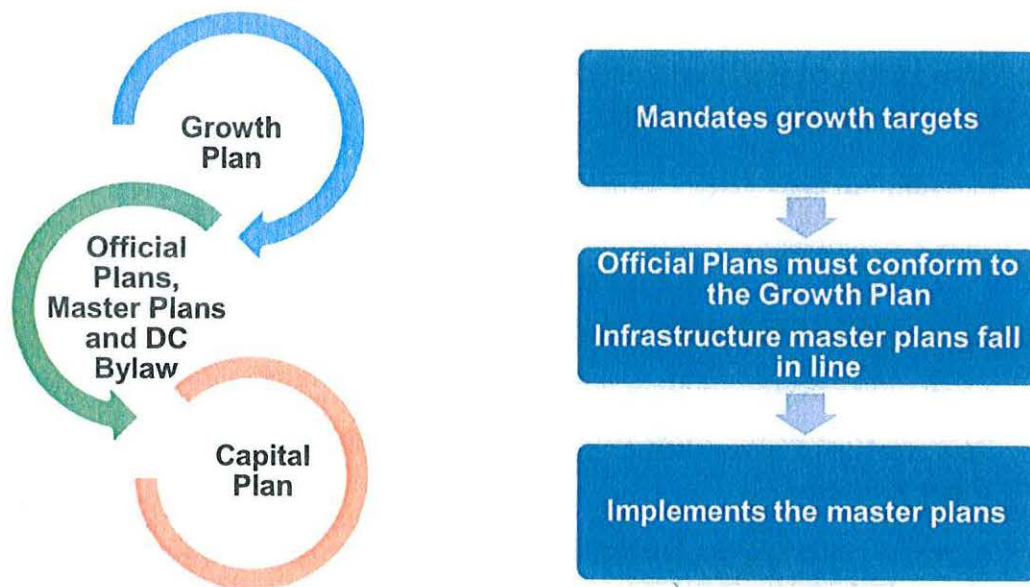 Growth
Plan
Official
Plans,
Master Plans
and DC
Bylaw
Capital
Plan
Mandates growth targets
Official Plans must conform to
the Growth Plan
Infrastructure master plans fall
in line
Implements the master plans